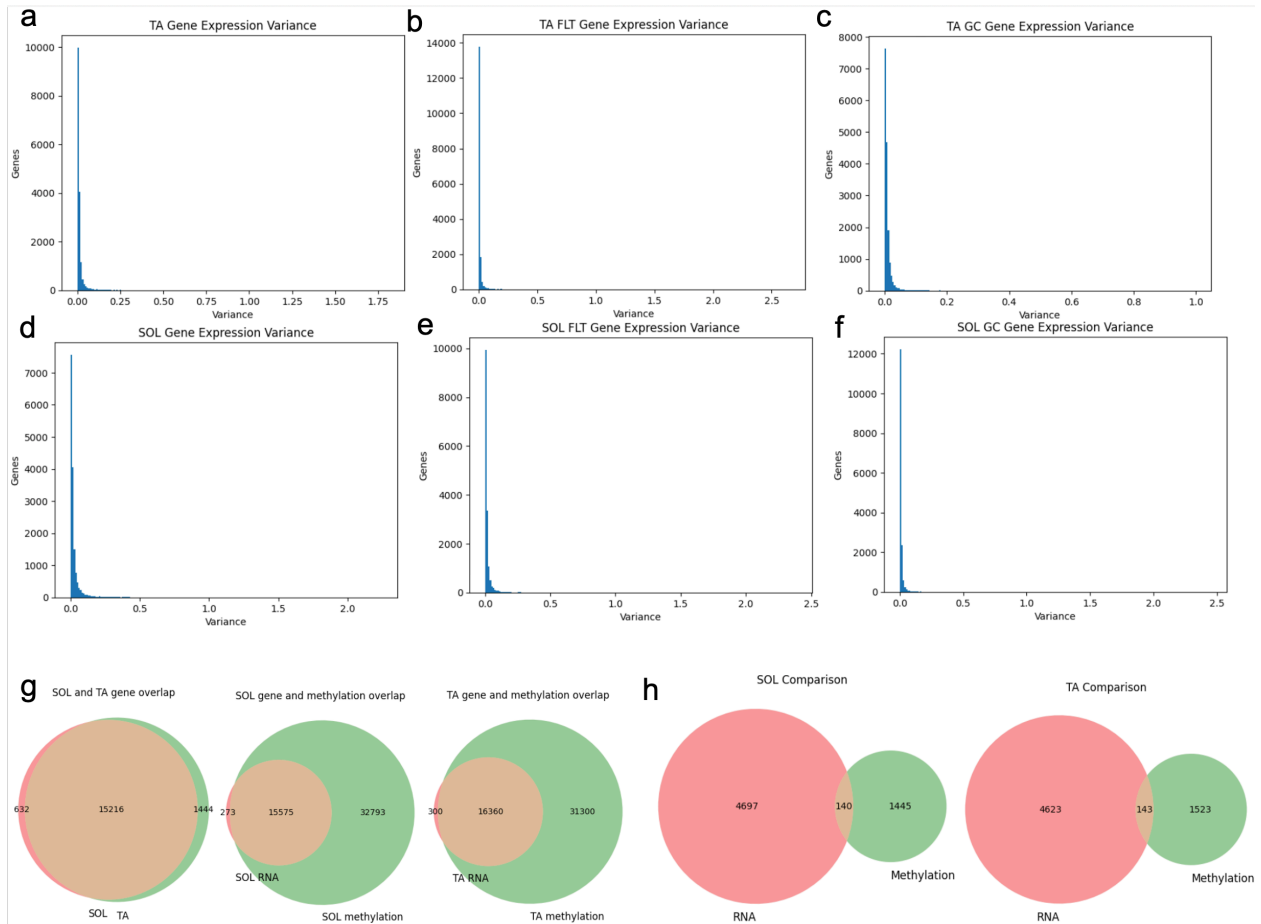 a
TA Gene Expression Variance
10000
8000
6000
4000
2000
0
Genes
0.00 0.25 0.50 0.75 1.00 1.25 1.50 1.75
Variance
b
TA FLT Gene Expression Variance
14000
12000
10000
8000
6000
4000
2000
0
Genes
0.0 0.5 1.0 1.5 2.0 2.5
Variance
c
TA GC Gene Expression Variance
8000
7000
6000
5000
4000
3000
2000
1000
0
Genes
0.0 0.2 0.4 0.6 0.8 1.0
Variance
d
SOL Gene Expression Variance
7000
6000
5000
4000
3000
2000
1000
0
Genes
0.0 0.5 1.0 1.5 2.0
Variance
e
SOL FLT Gene Expression Variance
10000
8000
6000
4000
2000
0
Genes
0.0 0.5 1.0 1.5 2.0 2.5
Variance
f
SOL GC Gene Expression Variance
12000
10000
8000
6000
4000
2000
0
Genes
0.0 0.5 1.0 1.5 2.0 2.5
Variance
g
SOL and TA gene overlap
632 15216 1444
SOL TA
SOL gene and methylation overlap
273 15575 32793
SOL RNA
SOL methylation
TA gene and methylation overlap
300 16360 31300
TA RNA
TA methylation
h
SOL Comparison
4697 140 1445
Methylation
RNA
TA Comparison
4623 143 1523
Methylation
RNA